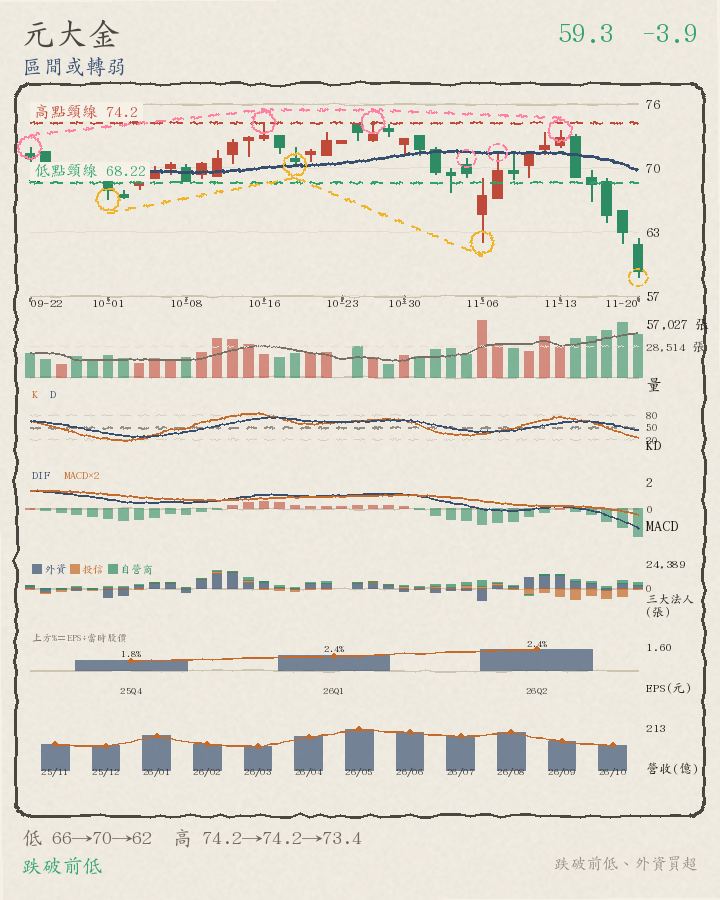 元大金
59.3 -3.9
區間或轉弱
76
高點頸線 74.2
低點頸線 68.22
70
63
57
09-22 10-01 10-08 10-16 10-23 10-30 11-06 11-13 11-20
57,027 張
28,514 張
量
K D
80
50
20
KD
DIF MACD×2
2
0
MACD
外資 投信 自營商
24,389
0
三大法人
(張)
上方%=EPS÷當時股價
1.8% 2.4% 2.4%
1.60
25Q4 26Q1 26Q2
EPS(元)
213
25/11 25/12 26/01 26/02 26/03 26/04 26/05 26/06 26/07 26/08 26/09 26/10
營收(億)
低 66→70→62 高 74.2→74.2→73.4
跌破前低
跌破前低、外資買超